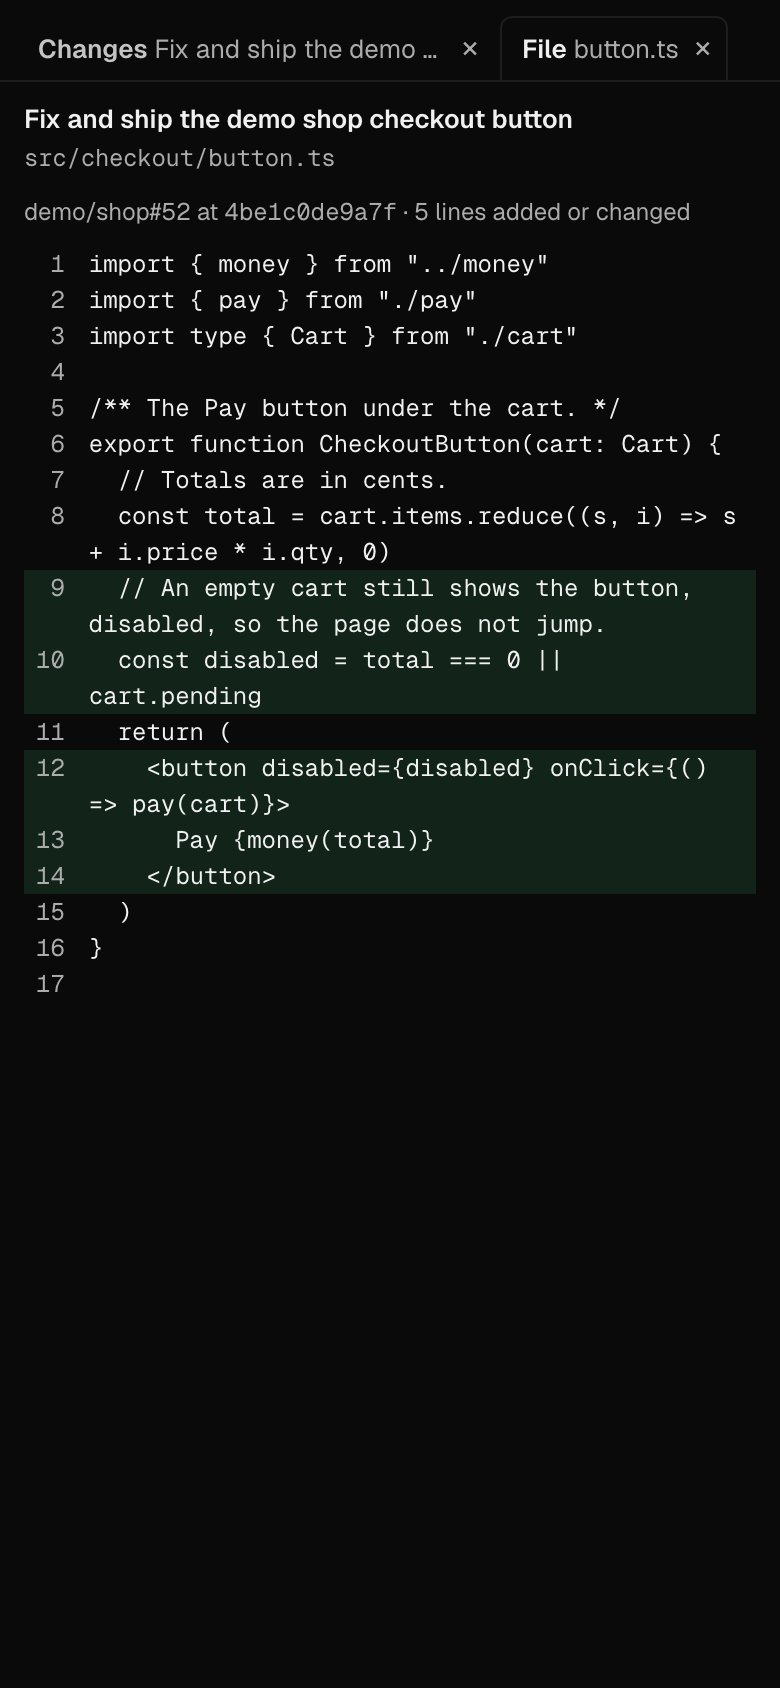 Changes Fix and ship the demo … ×
File button.ts ×
Fix and ship the demo shop checkout button
src/checkout/button.ts
demo/shop#52 at 4be1c0de9a7f · 5 lines added or changed
1 import { money } from "../money"
2 import { pay } from "./pay"
3 import type { Cart } from "./cart"
4
5 /** The Pay button under the cart. */
6 export function CheckoutButton(cart: Cart) {
7   // Totals are in cents.
8   const total = cart.items.reduce((s, i) => s
+ i.price * i.qty, 0)
9   // An empty cart still shows the button,
disabled, so the page does not jump.
10   const disabled = total === 0 ||
cart.pending
11   return (
12     <button disabled={disabled} onClick={()
=> pay(cart)}>
13       Pay {money(total)}
14     </button>
15   )
16 }
17